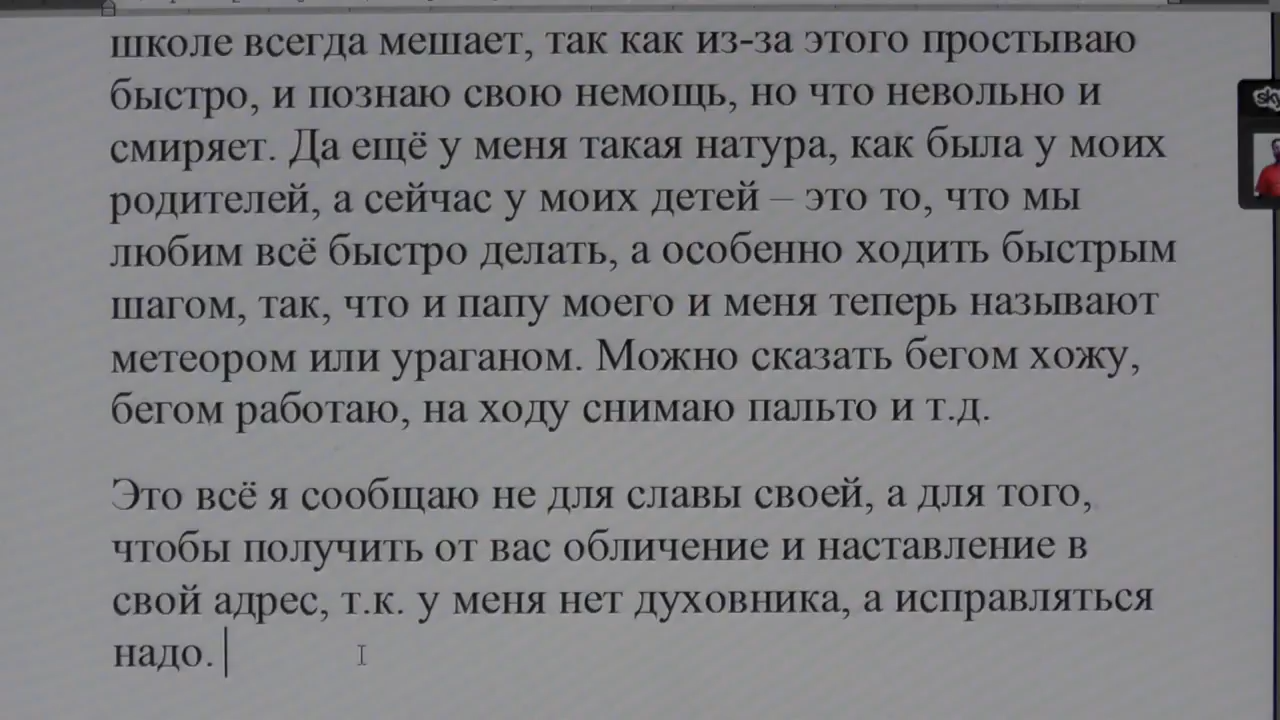 школе всегда мешает, так как из-за этого простываю
быстро, и познаю свою немощь, но что невольно и
смиряет. Да ещё у меня такая натура, как была у моих
родителей, а сейчас у моих детей – это то, что мы
любим всё быстро делать, а особенно ходить быстрым
шагом, так, что и папу моего и меня теперь называют
метеором или ураганом. Можно сказать бегом хожу,
бегом работаю, на ходу снимаю пальто и т.д.
Это всё я сообщаю не для славы своей, а для того,
чтобы получить от вас обличение и наставление в
свой адрес, т.к. у меня нет духовника, а исправляться
надо.
sky